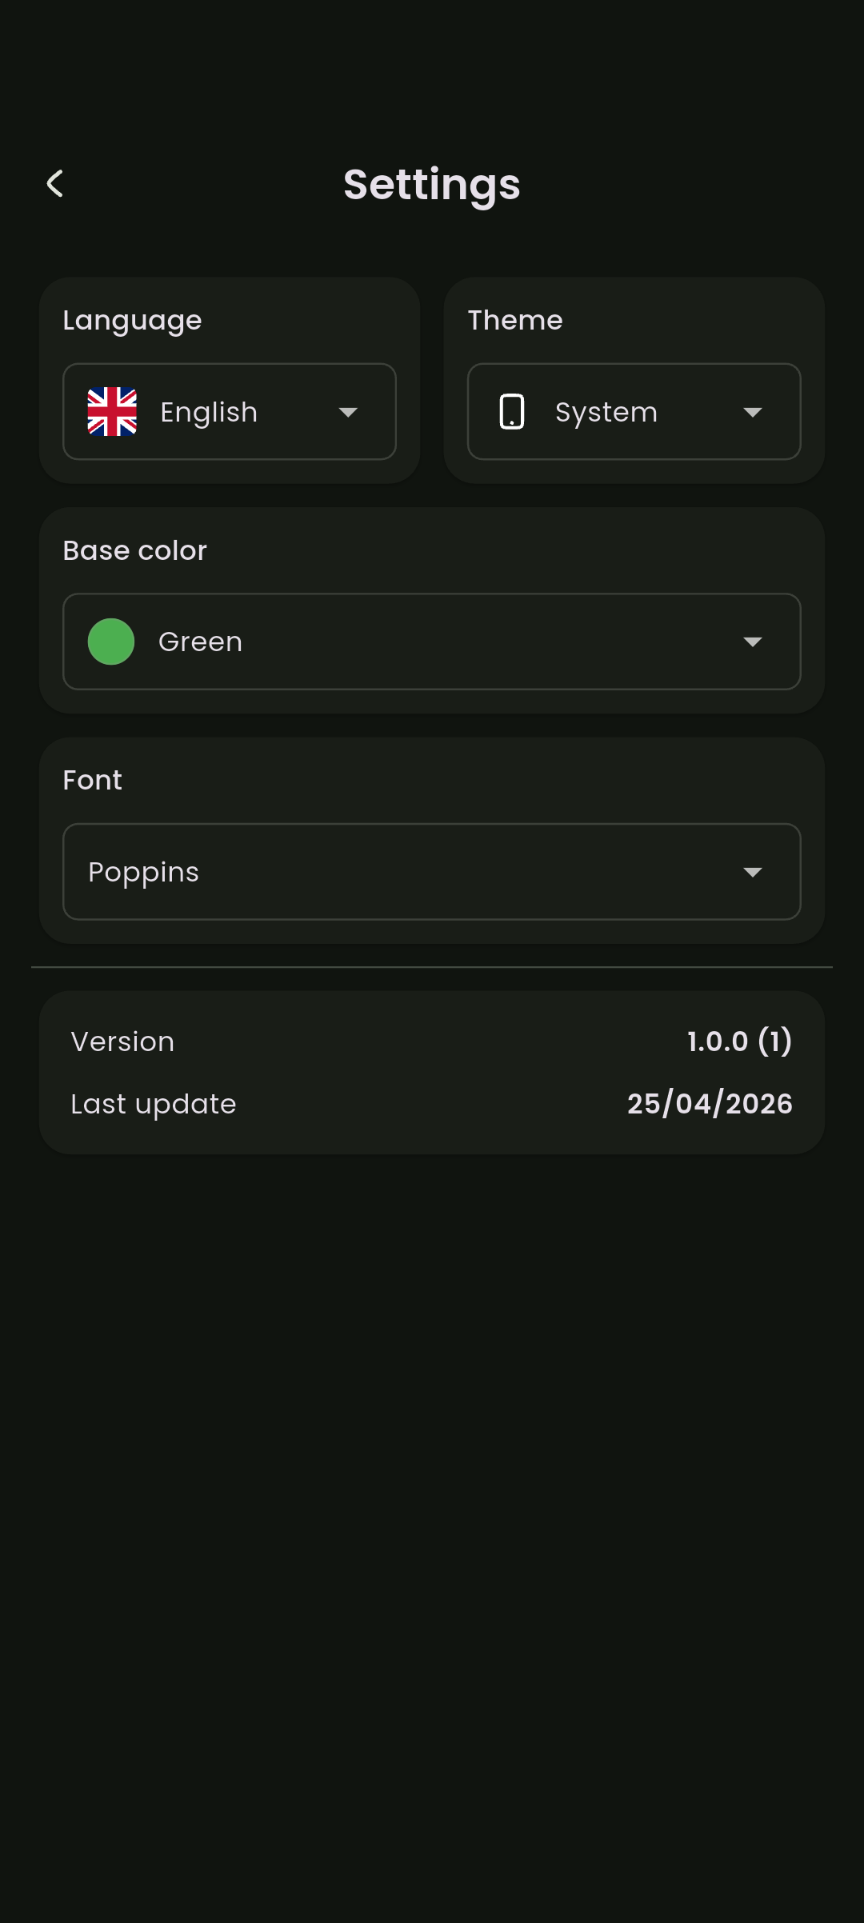 Settings
Language
Theme
English
System
Base color
Green
Font
Poppins
Version 1.0.0 (1)
Last update 25/04/2026